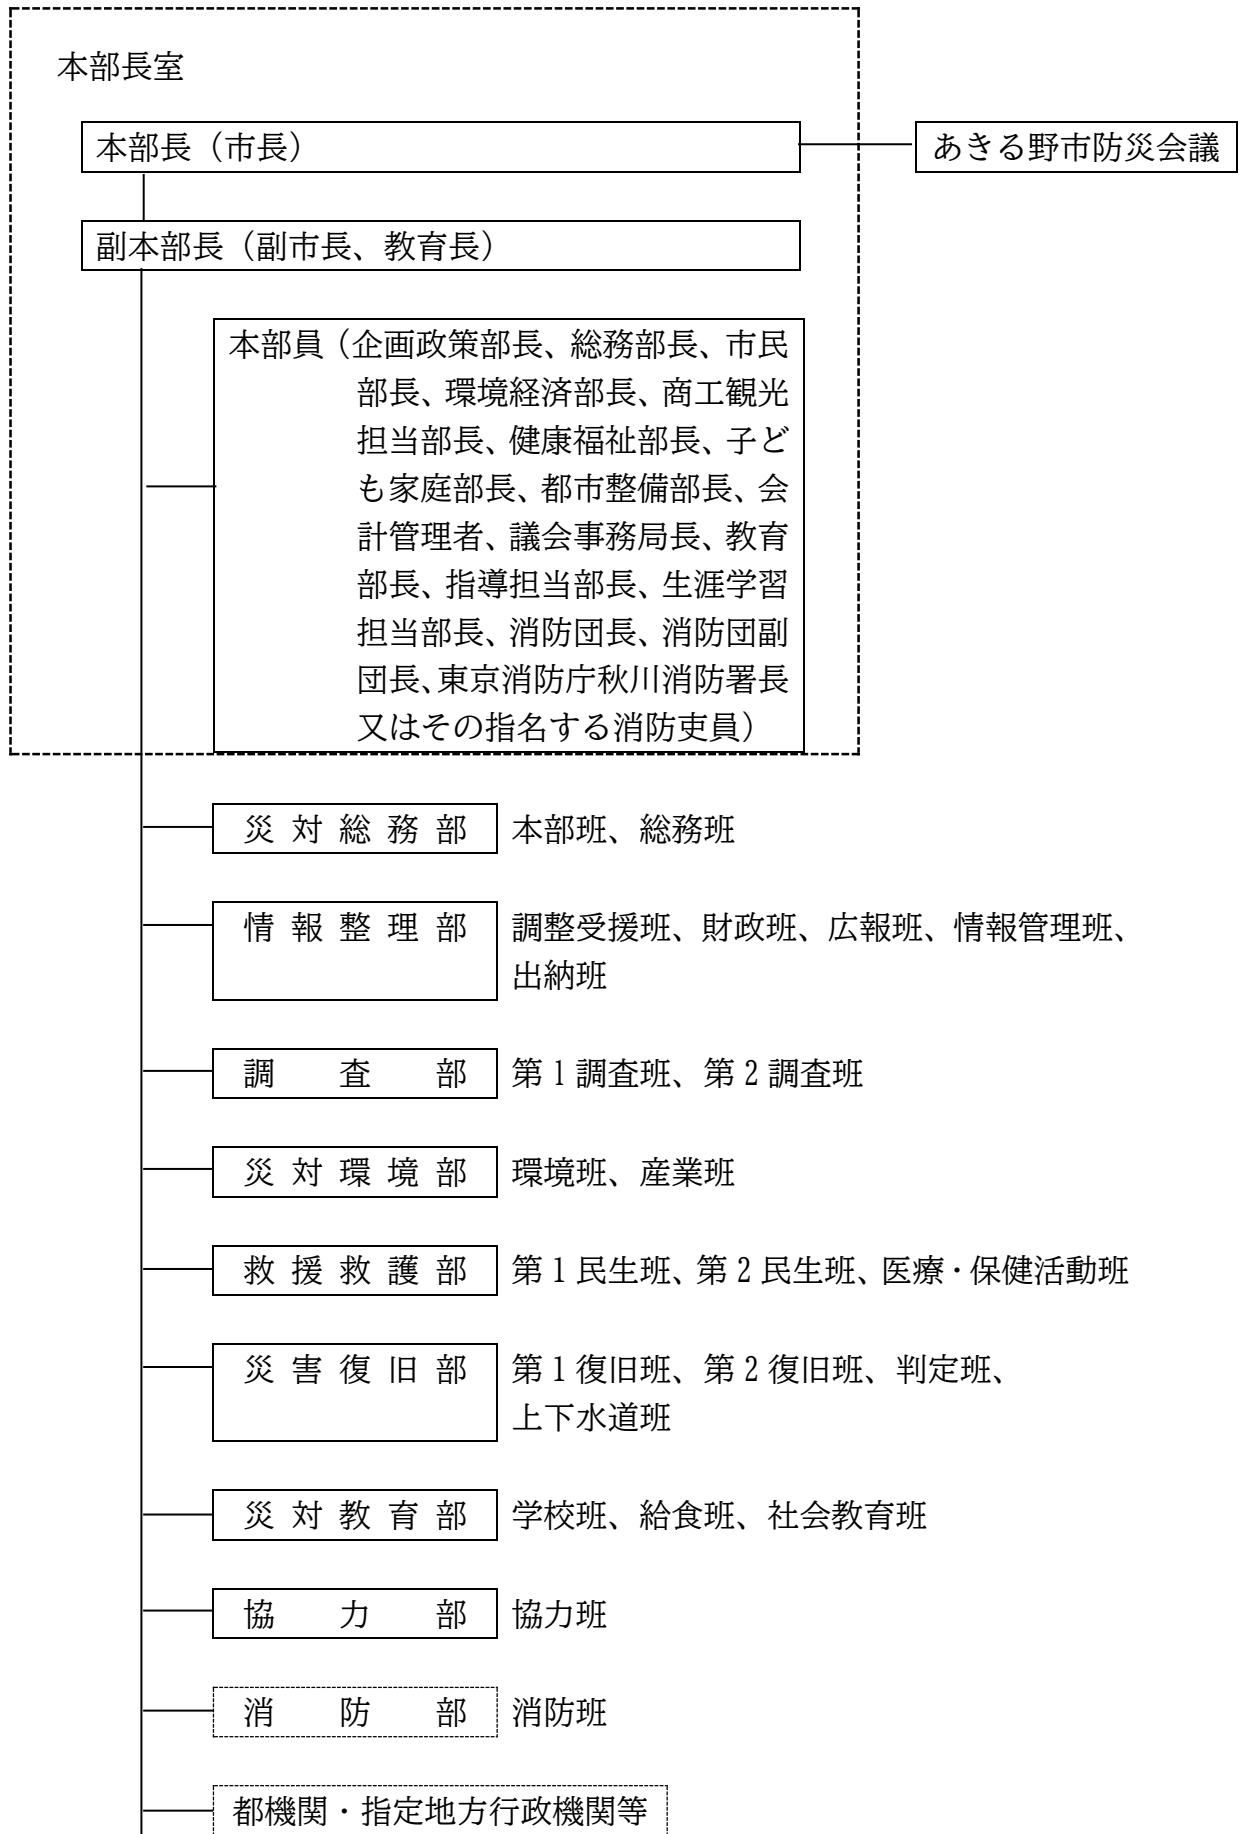 本部長室
本部長（市長）
あきる野市防災会議
副本部長（副市長、教育長）
本部員（企画政策部長、総務部長、市民
部長、環境経済部長、商工観光
担当部長、健康福祉部長、子ど
も家庭部長、都市整備部長、会
計管理者、議会事務局長、教育
部長、指導担当部長、生涯学習
担当部長、消防団長、消防団副
団長、東京消防庁秋川消防署長
又はその指名する消防吏員）
災対総務部 本部班、総務班
情報整理部 調整受援班、財政班、広報班、情報管理班、
出納班
調査部 第１調査班、第２調査班
災対環境部 環境班、産業班
救援救護部 第１民生班、第２民生班、医療・保健活動班
災害復旧部 第１復旧班、第２復旧班、判定班、
上下水道班
災対教育部 学校班、給食班、社会教育班
協力部 協力班
消防部 消防班
都機関・指定地方行政機関等